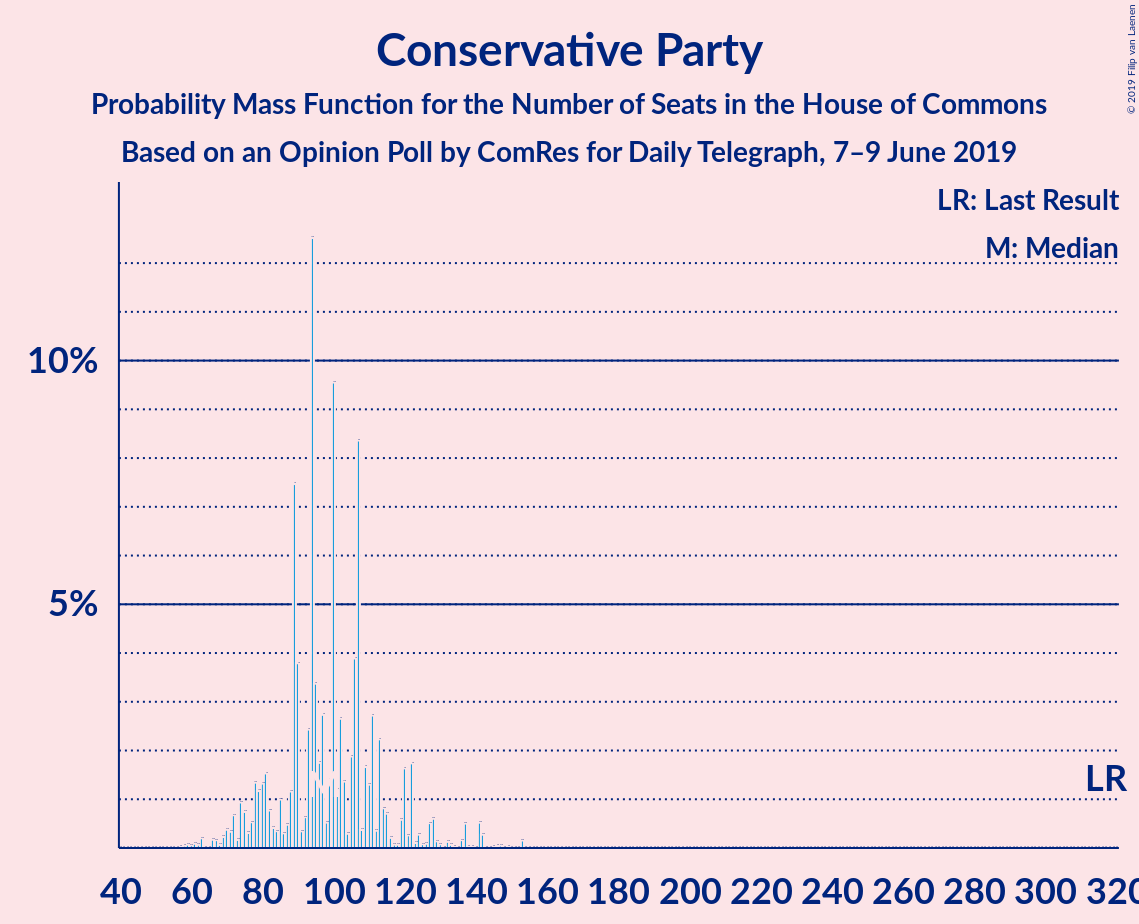 Conservative Party
Probability Mass Function for the Number of Seats in the House of Commons
Based on an Opinion Poll by ComRes for Daily Telegraph, 7–9 June 2019
© 2019 Filip van Laenen
LR: Last Result
M: Median
10%
5%
LR
40 60 80 100 120 140 160 180 200 220 240 260 280 300 320